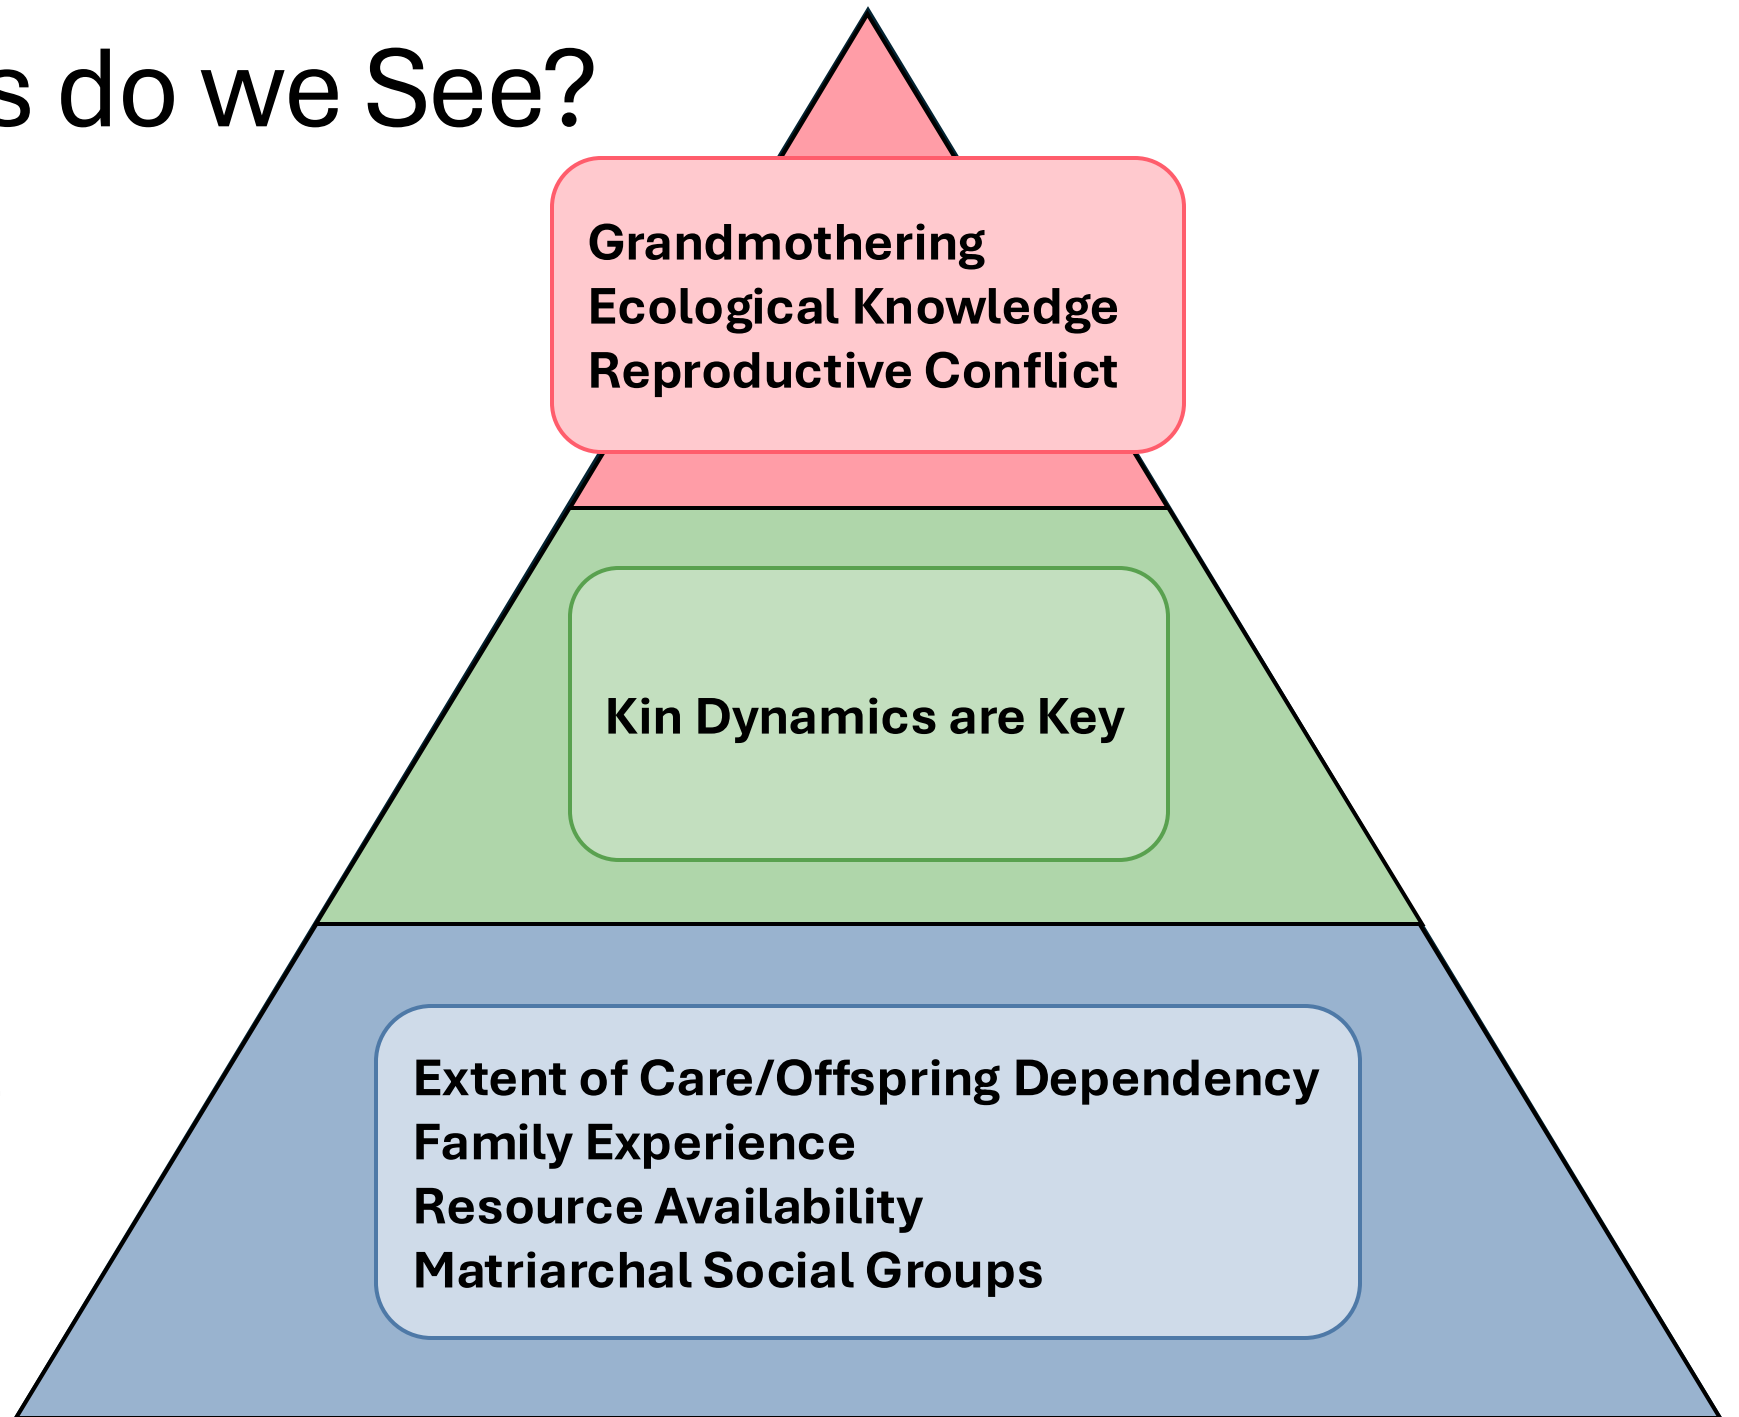 s do we See?
Grandmothering
Ecological Knowledge
Reproductive Conflict
Kin Dynamics are Key
Extent of Care/Offspring Dependency
Family Experience
Resource Availability
Matriarchal Social Groups